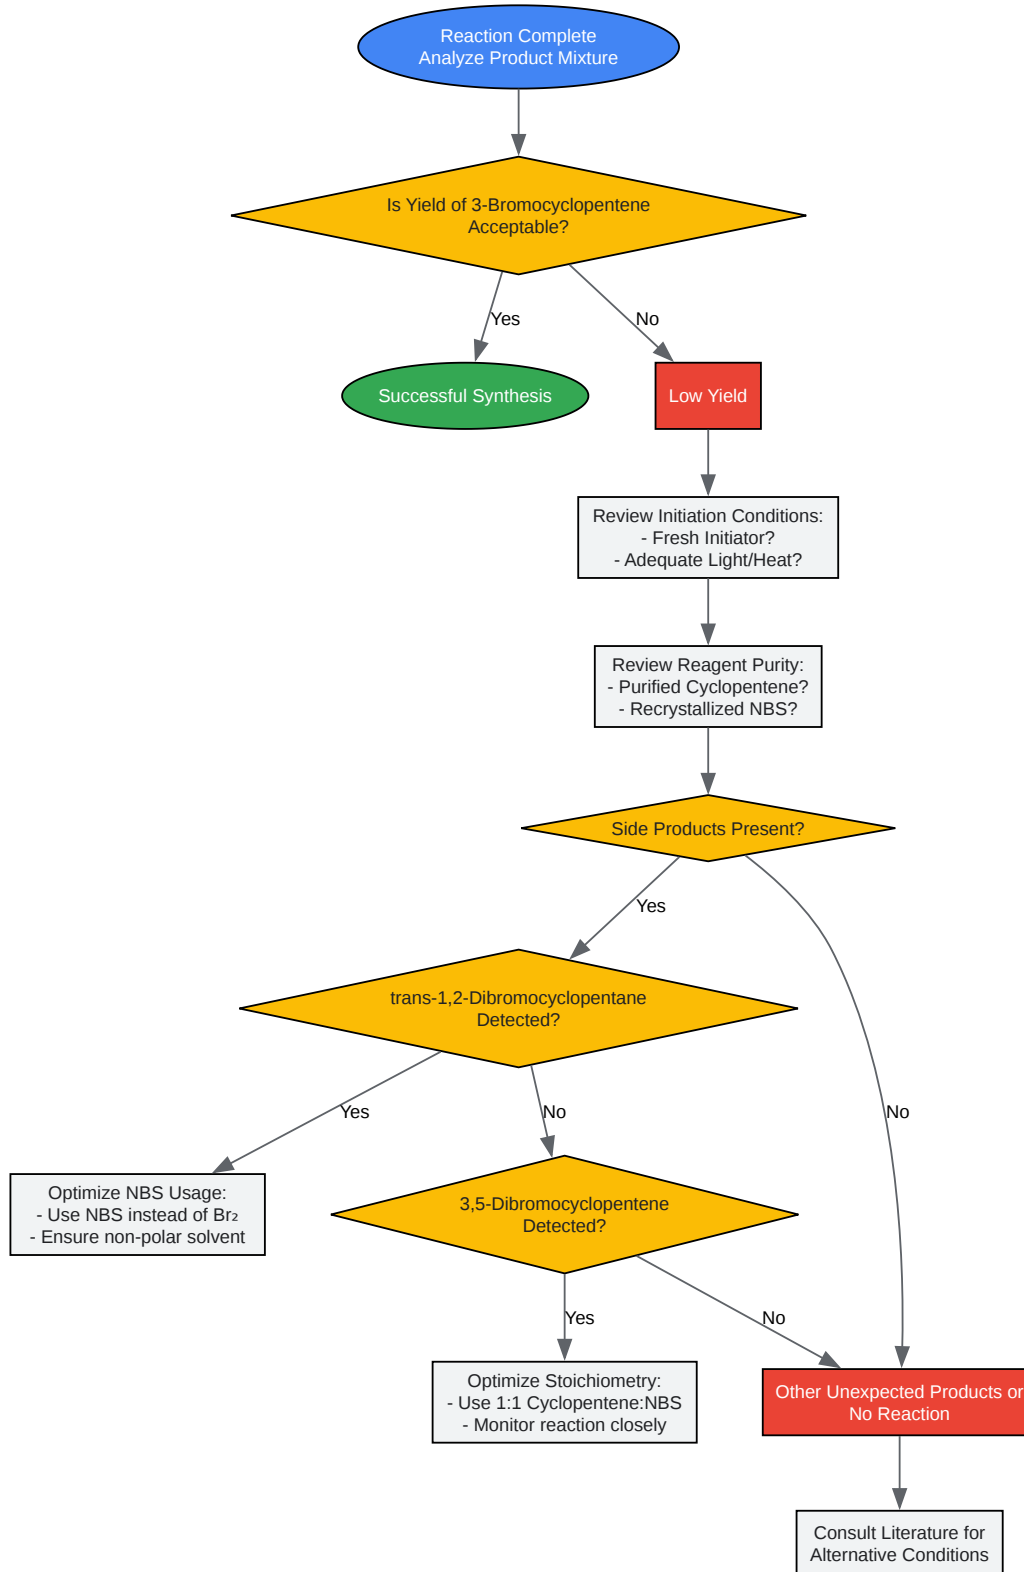 Reaction Complete
Analyze Product Mixture
Is Yield of 3-Bromocyclopentene
Acceptable?
Yes
No
Successful Synthesis
Low Yield
Review Initiation Conditions:
- Fresh Initiator?
- Adequate Light/Heat?
Review Reagent Purity:
- Purified Cyclopentene?
- Recrystallized NBS?
Side Products Present?
Yes
trans-1,2-Dibromocyclopentane
Detected?
Yes
No
No
Optimize NBS Usage:
- Use NBS instead of Br₂
- Ensure non-polar solvent
3,5-Dibromocyclopentene
Detected?
Yes
No
Optimize Stoichiometry:
- Use 1:1 Cyclopentene:NBS
- Monitor reaction closely
Other Unexpected Products or
No Reaction
Consult Literature for
Alternative Conditions